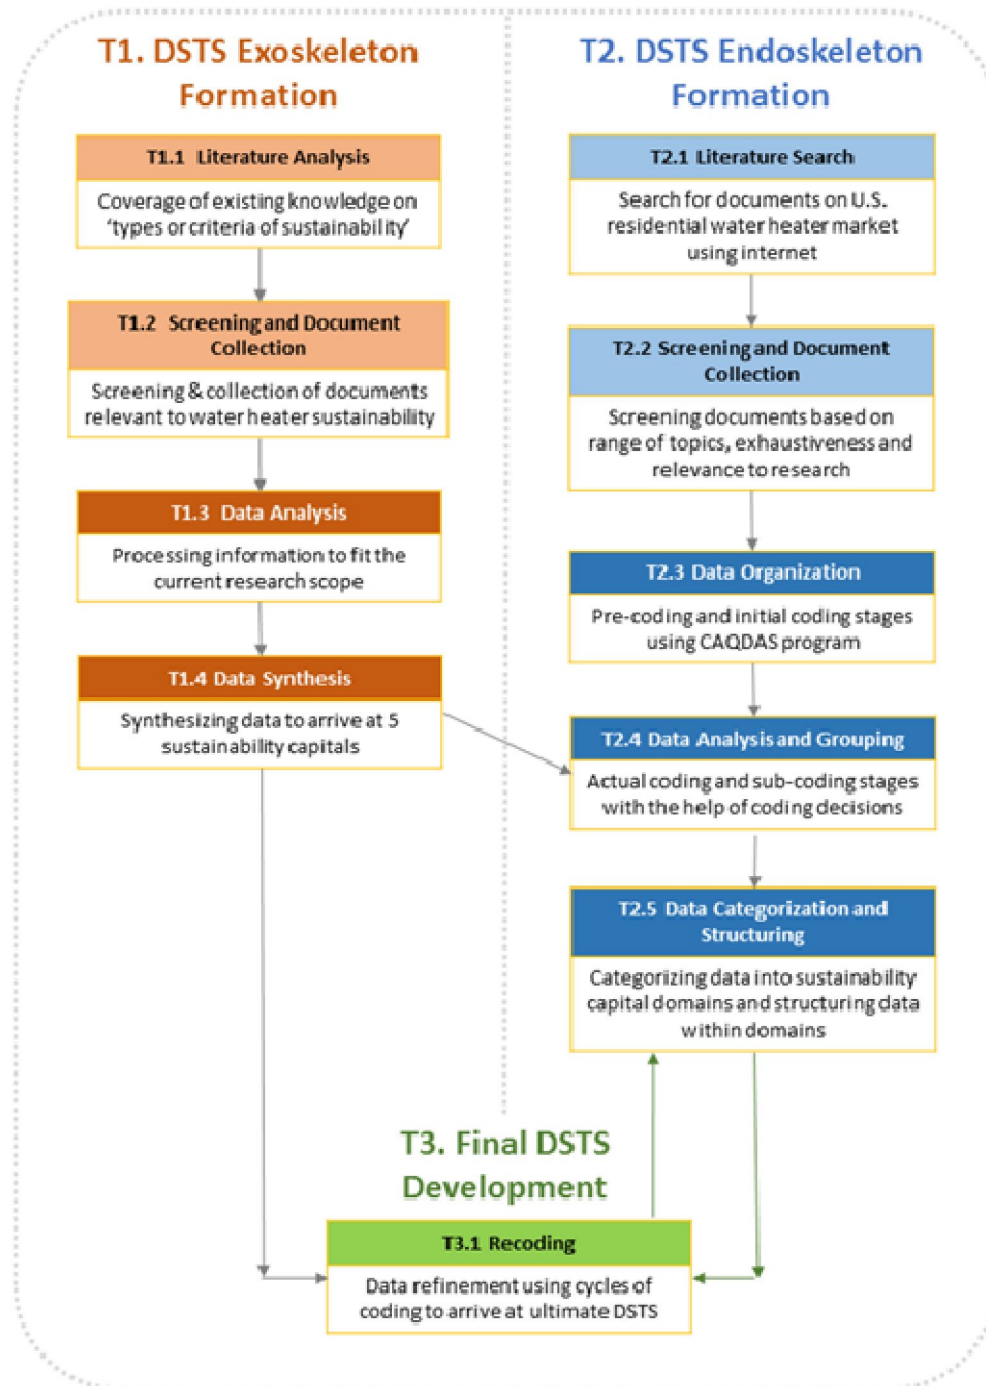 T1. DSTS Exoskeleton
Formation
T1.1 Literature Analysis
Coverage of existing knowledge on
‘types or criteria of sustainability’
T1.2 Screening and Document
Collection
Screening & collection of documents
relevant to water heater sustainability
T1.3 Data Analysis
Processing information to fit the
current research scope
T1.4 Data Synthesis
Synthesizing data to arrive at 5
sustainability capitals
T2. DSTS Endoskeleton
Formation
T2.1 Literature Search
Search for documents on U.S.
residential water heater market
using internet
T2.2 Screening and Document
Collection
Screening documents based on
range of topics, exhaustiveness and
relevance to research
T2.3 Data Organization
Pre-coding and initial coding stages
using CAQDAS program
T2.4 Data Analysis and Grouping
Actual coding and sub-coding stages
with the help of coding decisions
T2.5 Data Categorization and
Structuring
Categorizing data into sustainability
capital domains and structuring data
within domains
T3. Final DSTS
Development
T3.1 Recoding
Data refinement using cycles of
coding to arrive at ultimate DSTS